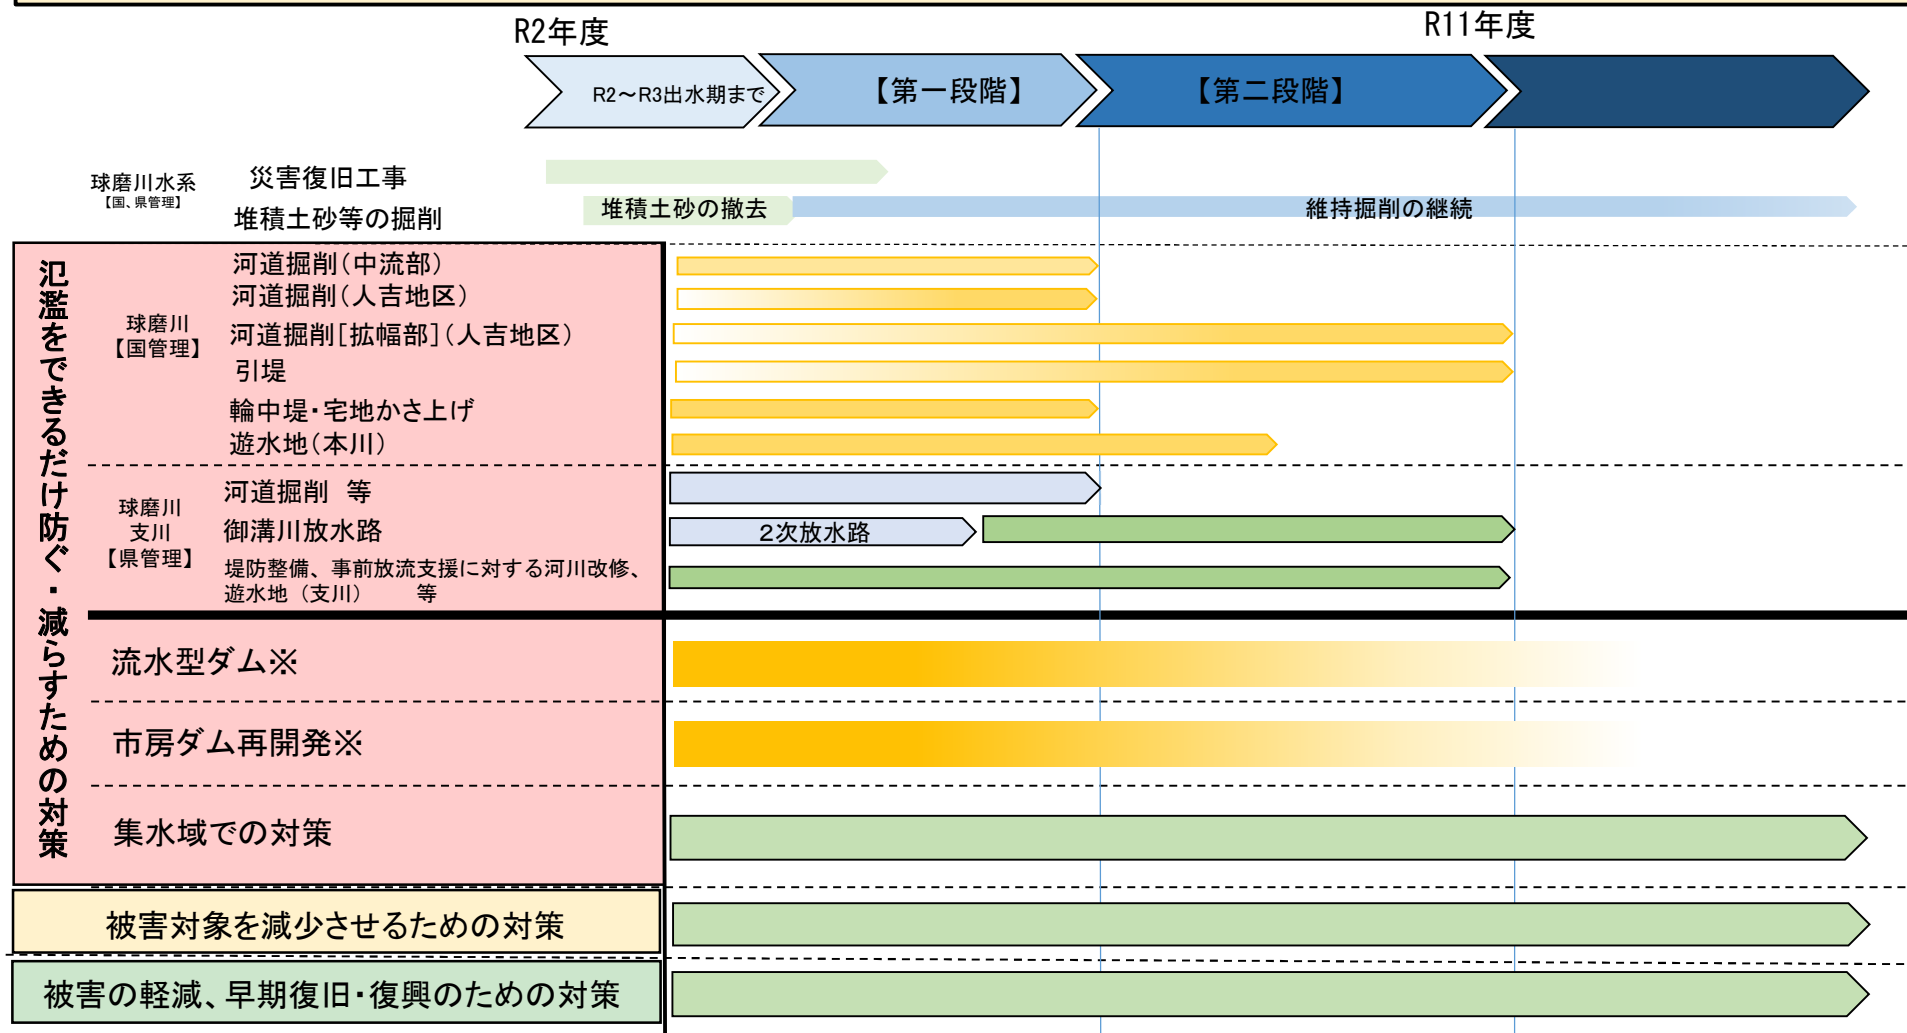 R2年度
R11年度
R2～R3出水期まで
【第一段階】
【第二段階】
球磨川水系
【国、県管理】
災害復旧工事
堆積土砂等の掘削
堆積土砂の撤去
維持掘削の継続
氾濫をできるだけ防ぐ・減らすための対策
球磨川
【国管理】
河道掘削（中流部）
河道掘削（人吉地区）
河道掘削［拡幅部］（人吉地区）
引堤
輪中堤・宅地かさ上げ
遊水地（本川）
球磨川
支川
【県管理】
河道掘削　等
御溝川放水路
2次放水路
堤防整備、事前放流支援に対する河川改修、
遊水地（支川）　　等
流水型ダム※
市房ダム再開発※
集水域での対策
被害対象を減少させるための対策
被害の軽減、早期復旧・復興のための対策